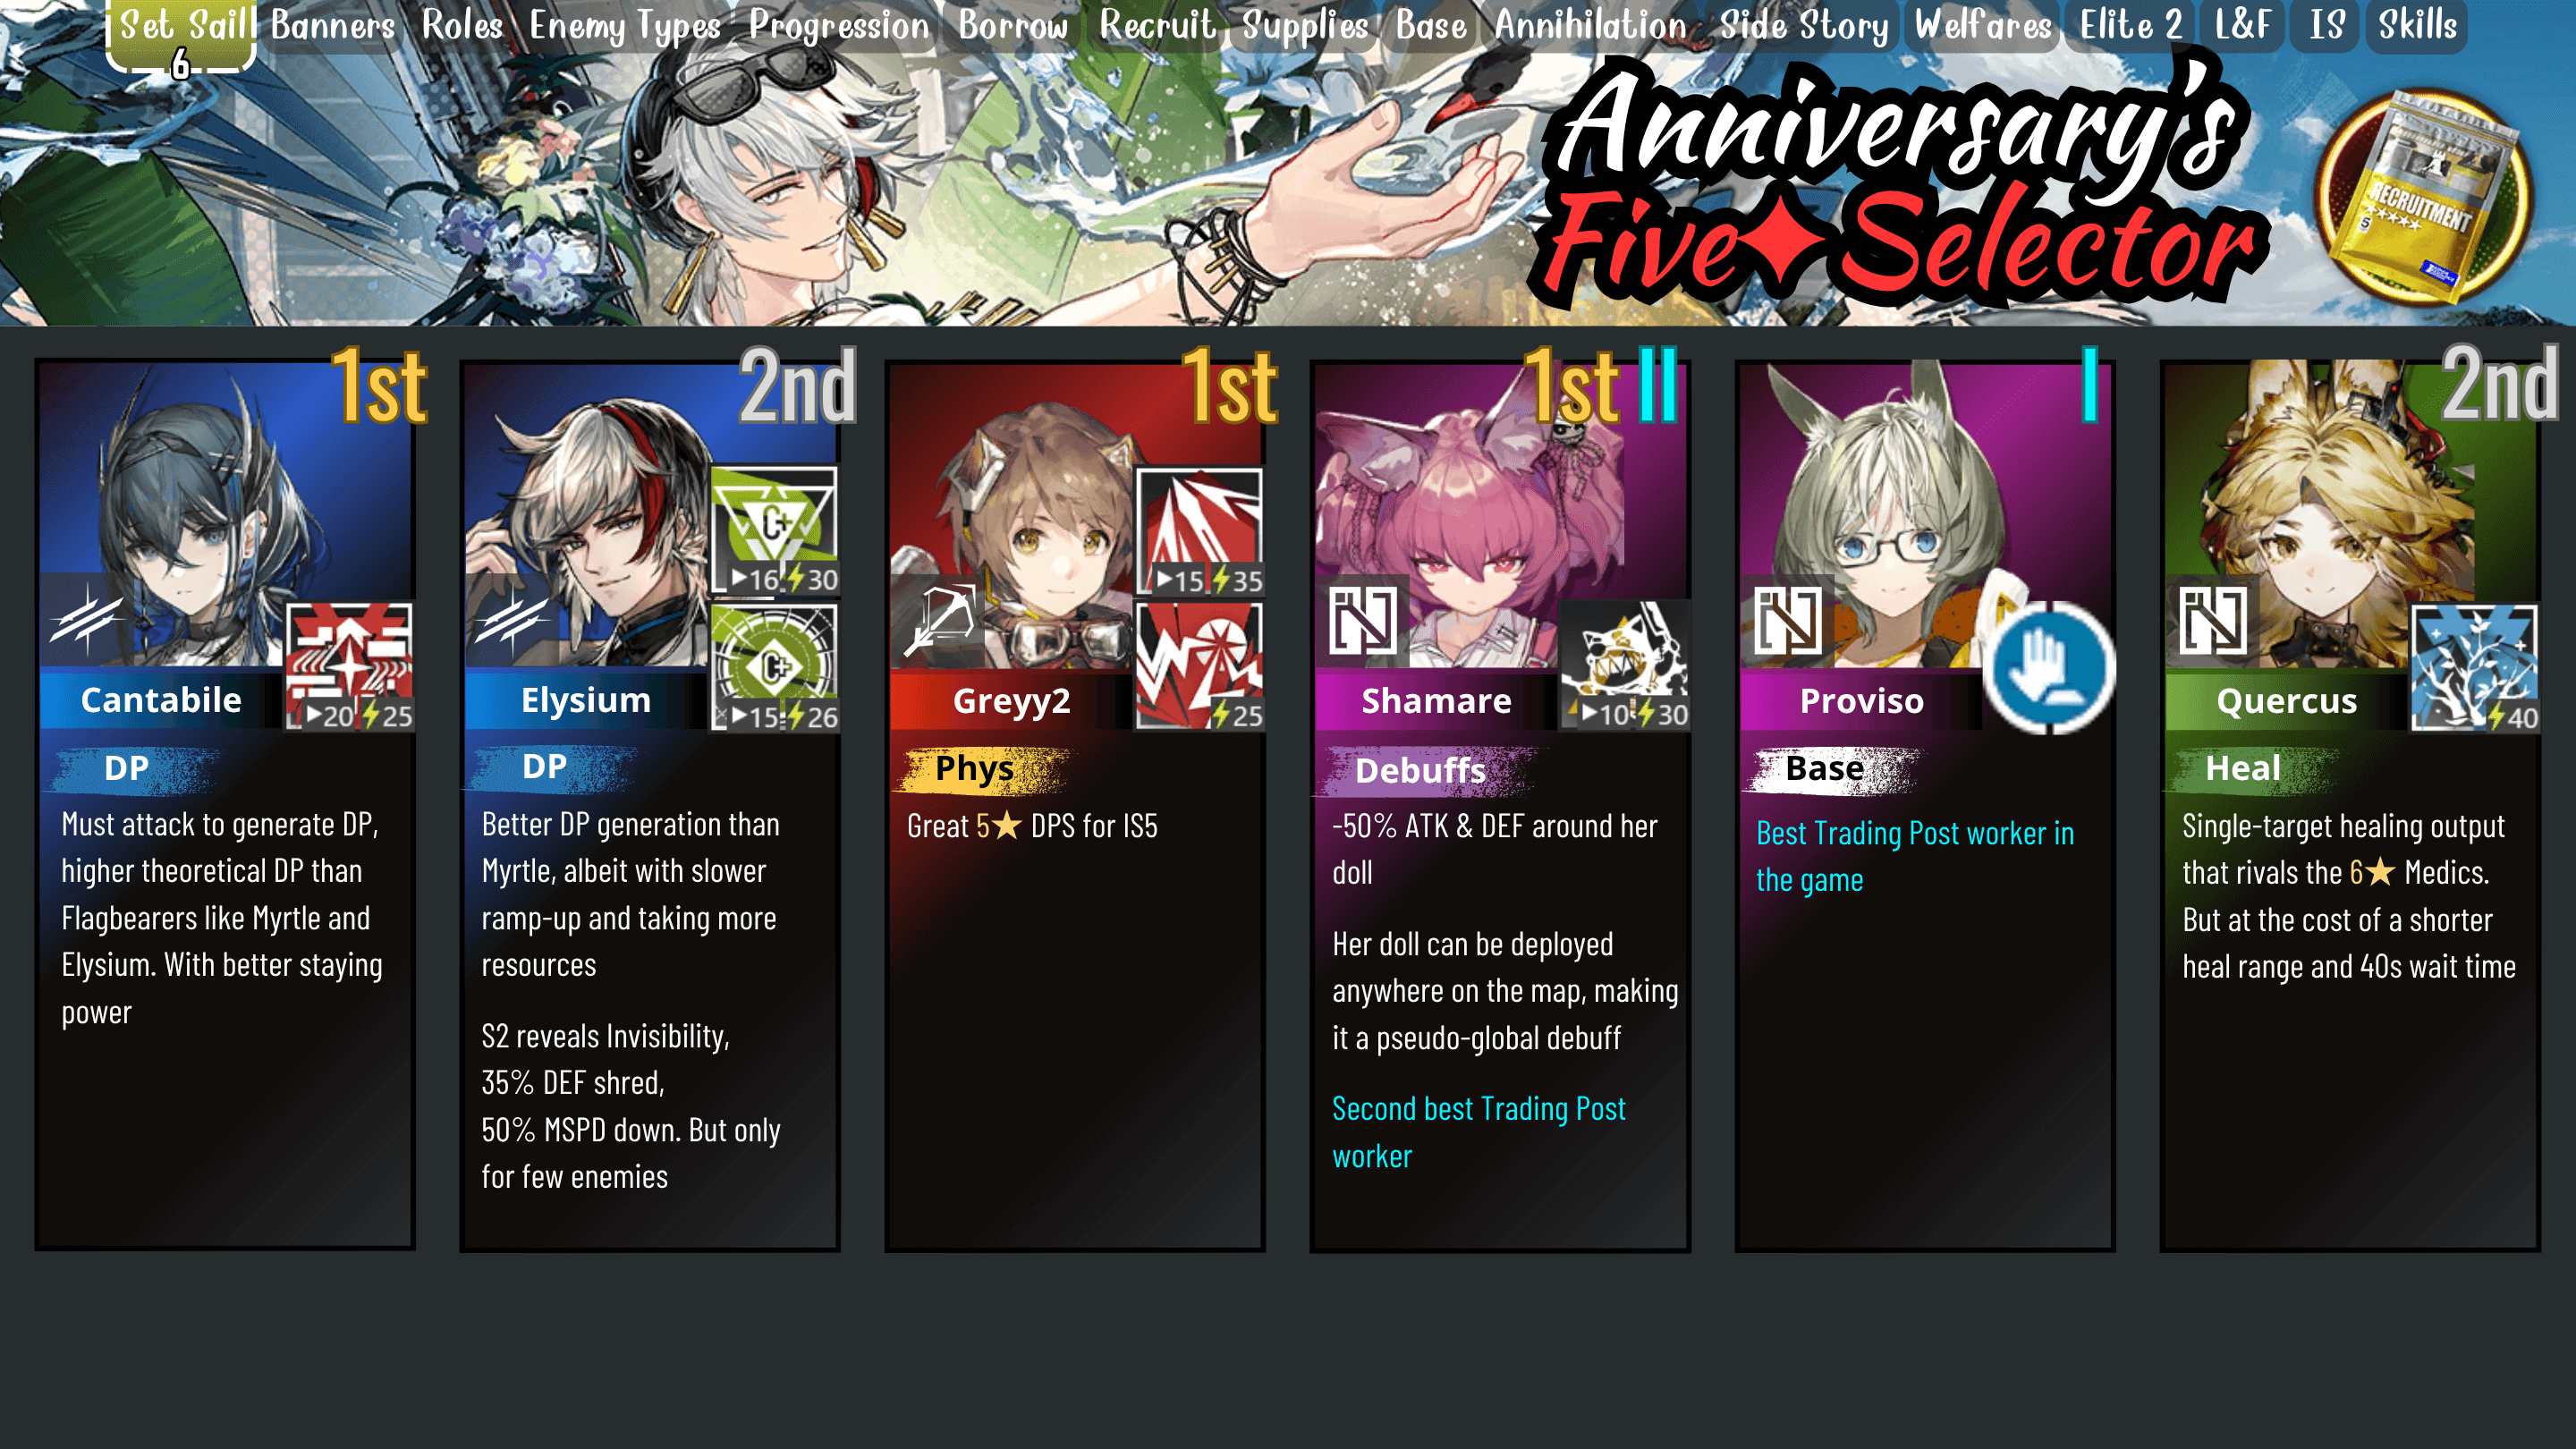 Set Sail Banners Roles Enemy Types Progression Borrow Recruit Supplies Base Annihilation Side Story Welfares Elite 2 L&F IS Skills
6
Anniversary's
Five✦Selector
RECRUITMENT
★★★★★
5
1st
▶20⚡25
Cantabile
DP
Must attack to generate DP,
higher theoretical DP than
Flagbearers like Myrtle and
Elysium. With better staying
power
2nd
C+
▶16⚡30
C+
▶15⚡26
Elysium
DP
Better DP generation than
Myrtle, albeit with slower
ramp-up and taking more
resources
S2 reveals Invisibility,
35% DEF shred,
50% MSPD down. But only
for few enemies
1st
▶15⚡35
⚡25
Greyy2
Phys
Great 5★ DPS for IS5
1st II
▶10⚡30
Shamare
Debuffs
-50% ATK & DEF around her
doll
Her doll can be deployed
anywhere on the map, making
it a pseudo-global debuff
Second best Trading Post
worker
I
Proviso
Base
Best Trading Post worker in
the game
2nd
⚡40
Quercus
Heal
Single-target healing output
that rivals the 6★ Medics.
But at the cost of a shorter
heal range and 40s wait time